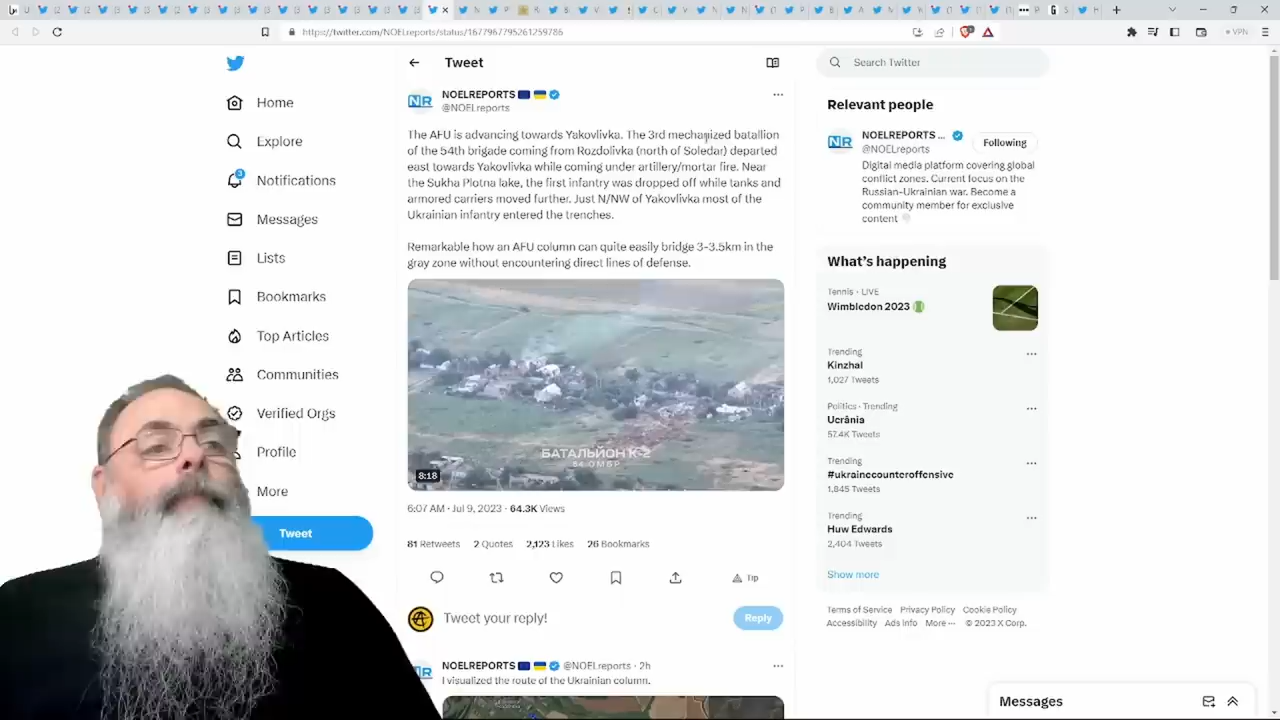 https://twitter.com/NOELreports/status/1677967795261259786
VPN
Home
Explore
3
Notifications
Messages
Lists
Bookmarks
Top Articles
Communities
Verified Orgs
Profile
More
Tweet
Tweet
NOELREPORTS
@NOELreports
The AFU is advancing towards Yakovlivka. The 3rd mechanized batallion
of the 54th brigade coming from Rozdolivka (north of Soledar) departed
east towards Yakovlivka while coming under artillery/mortar fire. Near
the Sukha Plotna lake, the first infantry was dropped off while tanks and
armored carriers moved further. Just N/NW of Yakovlivka most of the
Ukrainian infantry entered the trenches.
Remarkable how an AFU column can quite easily bridge 3-3.5km in the
gray zone without encountering direct lines of defense.
БАТАЛЬЙОН К-2
54 ОМБР
8:18
6:07 AM · Jul 9, 2023 · 64.3K Views
81 Retweets 2 Quotes 2,123 Likes 26 Bookmarks
Tip
Tweet your reply!
Reply
NOELREPORTS @NOELreports · 2h
I visualized the route of the Ukrainian column.
Search Twitter
Relevant people
NOELREPORTS ...
@NOELreports
Following
Digital media platform covering global
conflict zones. Current focus on the
Russian-Ukrainian war. Become a
community member for exclusive
content
What's happening
Tennis · LIVE
Wimbledon 2023
Trending
Kinzhal
1,027 Tweets
Politics · Trending
Ucrânia
57.4K Tweets
Trending
#ukrainecounteroffensive
1,845 Tweets
Trending
Huw Edwards
2,404 Tweets
Show more
Terms of Service Privacy Policy Cookie Policy
Accessibility Ads info More ··· © 2023 X Corp.
Messages